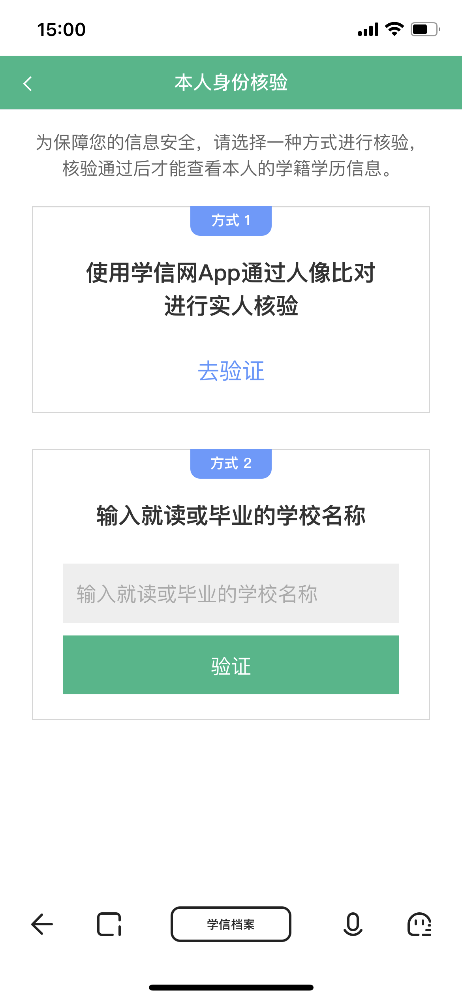 15:00
本人身份核验
为保障您的信息安全，请选择一种方式进行核验，
核验通过后才能查看本人的学籍学历信息。
方式 1
使用学信网App通过人像比对
进行实人核验
去验证
方式 2
输入就读或毕业的学校名称
输入就读或毕业的学校名称
验证
学信档案